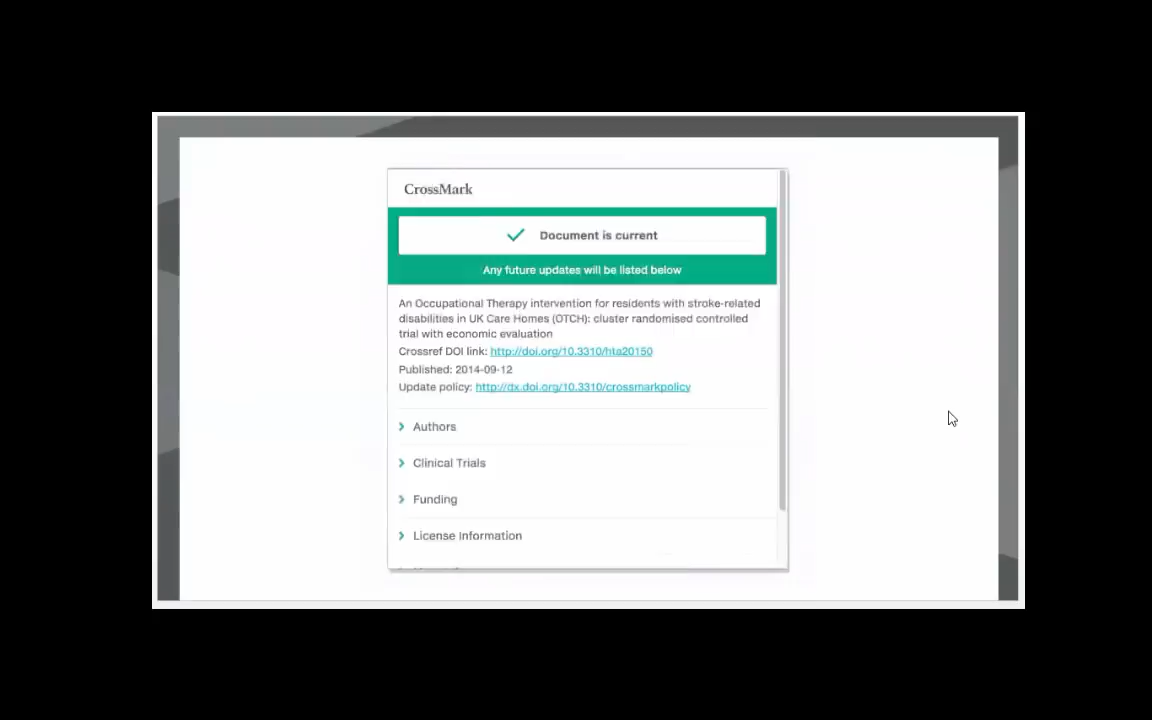 CrossMark
Document is current
Any future updates will be listed below
An Occupational Therapy intervention for residents with stroke-related
disabilities in UK Care Homes (OTCH): cluster randomised controlled
trial with economic evaluation
Crossref DOI link: http://doi.org/10.3310/hta20150
Published: 2014-09-12
Update policy: http://dx.doi.org/10.3310/crossmarkpolicy
Authors
Clinical Trials
Funding
License Information